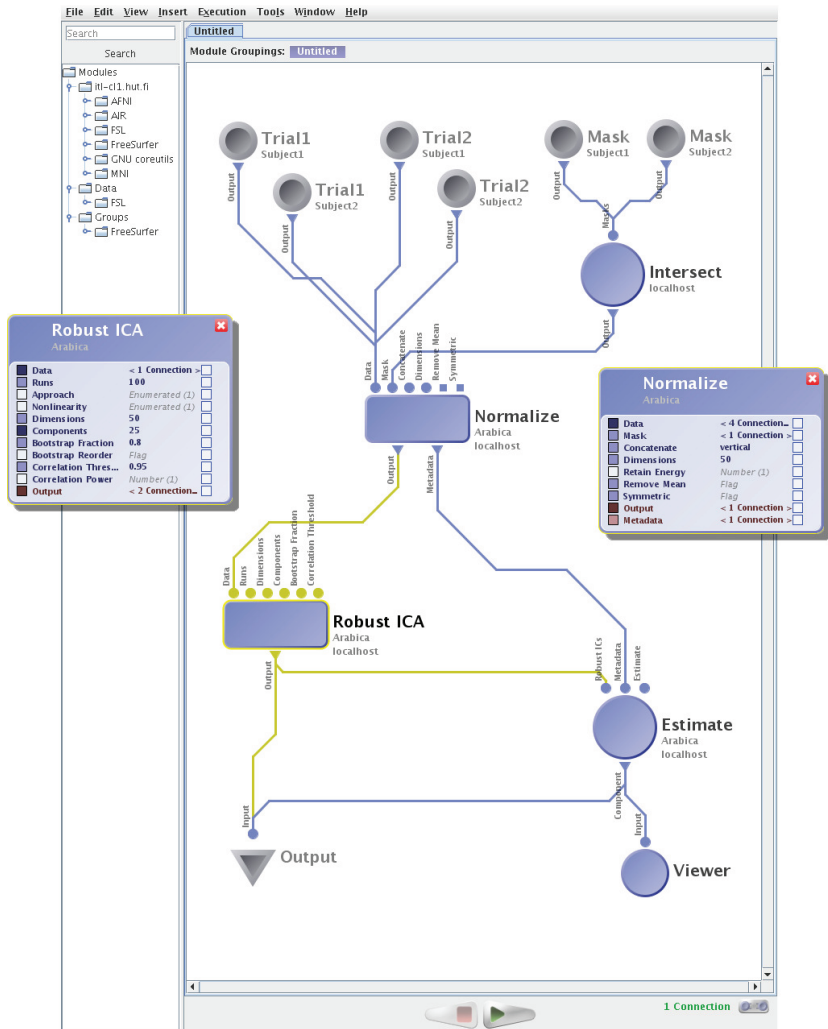 File Edit View Insert Execution Tools Window Help
Search
Search
Untitled
Module Groupings: Untitled
Modules
itl-cl1.hut.fi
AFNI
AIR
FSL
FreeSurfer
GNU coreutils
MNI
Data
FSL
Groups
FreeSurfer
Trial1
Subject1
Output
Trial1
Subject2
Output
Trial2
Subject1
Output
Trial2
Subject2
Output
Mask
Subject1
Output
Mask
Subject2
Output
Masks
Intersect
localhost
Output
Robust ICA
Arabica
Data < 1 Connection >
Runs 100
Approach Enumerated (1)
Nonlinearity Enumerated (1)
Dimensions 50
Components 25
Bootstrap Fraction 0.8
Bootstrap Reorder Flag
Correlation Thres... 0.95
Correlation Power Number (1)
Output < 2 Connection...
Data
Mask
Concatenate
Dimensions
Remove Mean
Symmetric
Normalize
Arabica
localhost
Output
Metadata
Normalize
Arabica
Data < 4 Connection...
Mask < 1 Connection >
Concatenate vertical
Dimensions 50
Retain Energy Number (1)
Remove Mean Flag
Symmetric Flag
Output < 1 Connection >
Metadata < 1 Connection >
Data
Runs
Dimensions
Components
Bootstrap Fraction
Correlation Threshold
Robust ICA
Arabica
localhost
Output
Robust ICs
Metadata
Estimate
Estimate
Arabica
localhost
Component
Input
Output
Input
Viewer
1 Connection